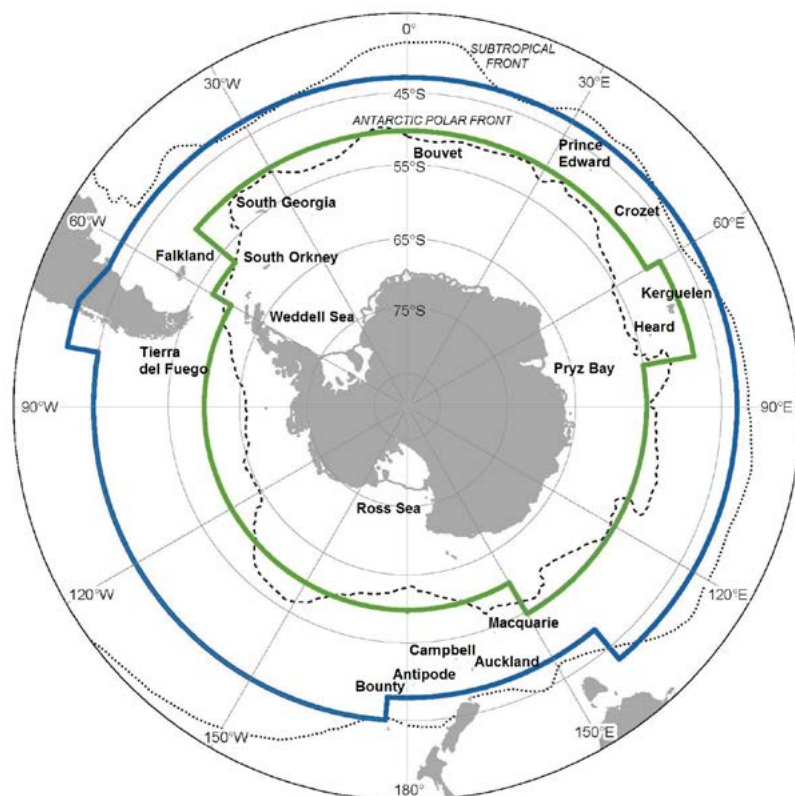 0°
SUBTROPICAL
FRONT
30°W
30°E
45°S
ANTARCTIC POLAR FRONT
Bouvet
Prince
Edward
55°S
South Georgia
Crozet
60°W
60°E
Falkland
South Orkney
65°S
Kerguelen
Weddell Sea
75°S
Heard
Tierra
del Fuego
Pryz Bay
90°W
90°E
Ross Sea
120°W
120°E
Macquarie
Campbell
Auckland
Antipode
Bounty
150°W
150°E
180°